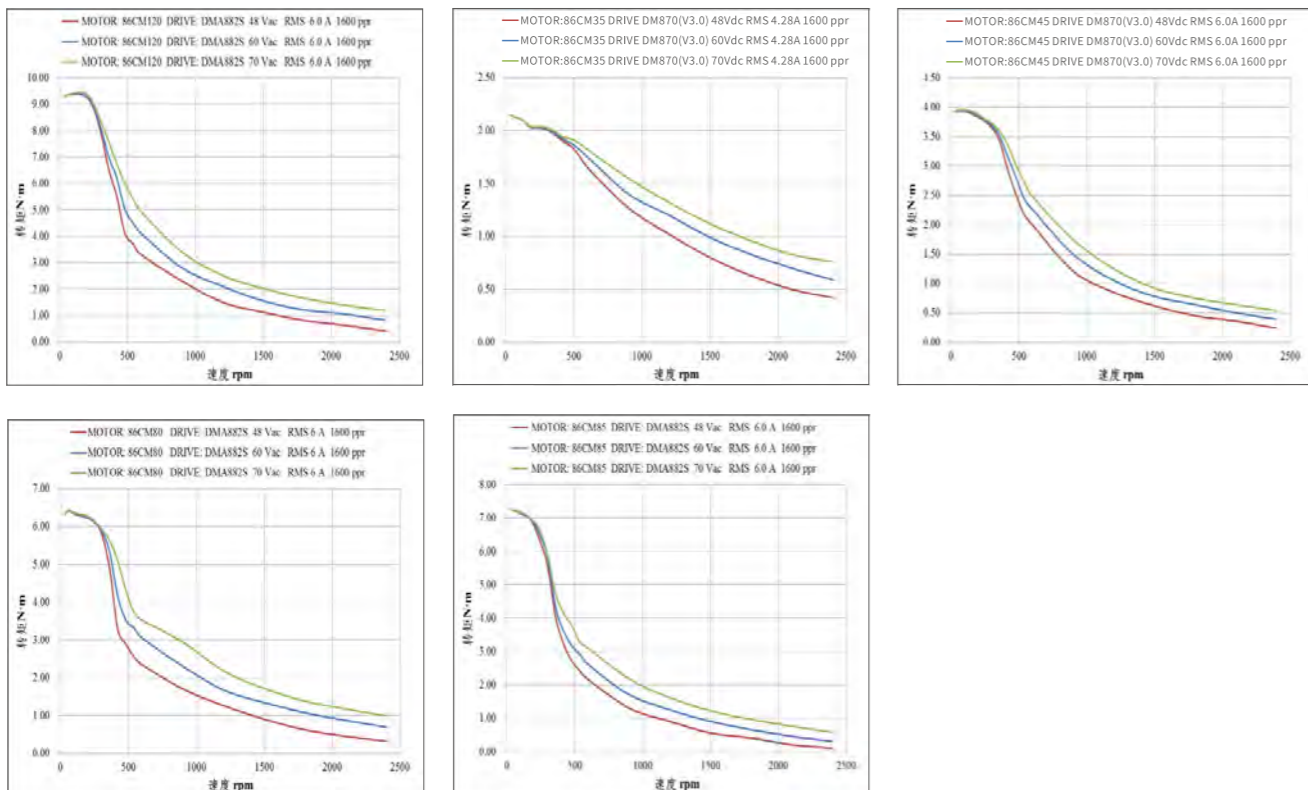 MOTOR: 86CM120 DRIVE: DMA882S 48 Vac RMS 6.0 A 1600 ppr
MOTOR: 86CM120 DRIVE: DMA882S 60 Vac RMS 6.0 A 1600 ppr
MOTOR: 86CM120 DRIVE: DMA882S 70 Vac RMS 6.0 A 1600 ppr
10.00
9.00
8.00
7.00
6.00
5.00
4.00
3.00
2.00
1.00
0.00
转矩N·m
0 500 1000 1500 2000 2500
速度 rpm
MOTOR:86CM35 DRIVE DM870(V3.0) 48Vdc RMS 4.28A 1600 ppr
MOTOR:86CM35 DRIVE DM870(V3.0) 60Vdc RMS 4.28A 1600 ppr
MOTOR:86CM35 DRIVE DM870(V3.0) 70Vdc RMS 4.28A 1600 ppr
2.50
2.00
1.50
1.00
0.50
0.00
转矩N·m
0 500 1000 1500 2000 2500
速度 rpm
MOTOR:86CM45 DRIVE DM870(V3.0) 48Vdc RMS 6.0A 1600 ppr
MOTOR:86CM45 DRIVE DM870(V3.0) 60Vdc RMS 6.0A 1600 ppr
MOTOR:86CM45 DRIVE DM870(V3.0) 70Vdc RMS 6.0A 1600 ppr
4.50
4.00
3.50
3.00
2.50
2.00
1.50
1.00
0.50
0.00
转矩N·m
0 500 1000 1500 2000 2500
速度 rpm
MOTOR: 86CM80 DRIVE: DMA882S 48 Vac RMS 6 A 1600 ppr
MOTOR: 86CM80 DRIVE: DMA882S 60 Vac RMS 6 A 1600 ppr
MOTOR: 86CM80 DRIVE: DMA882S 70 Vac RMS 6 A 1600 ppr
7.00
6.00
5.00
4.00
3.00
2.00
1.00
0.00
转矩N·m
0 500 1000 1500 2000 2500
速度 rpm
MOTOR: 86CM85 DRIVE: DMA882S 48 Vac RMS 6.0 A 1600 ppr
MOTOR: 86CM85 DRIVE: DMA882S 60 Vac RMS 6.0 A 1600 ppr
MOTOR: 86CM85 DRIVE: DMA882S 70 Vac RMS 6.0 A 1600 ppr
8.00
7.00
6.00
5.00
4.00
3.00
2.00
1.00
0.00
转矩N·m
0 500 1000 1500 2000 2500
速度 rpm